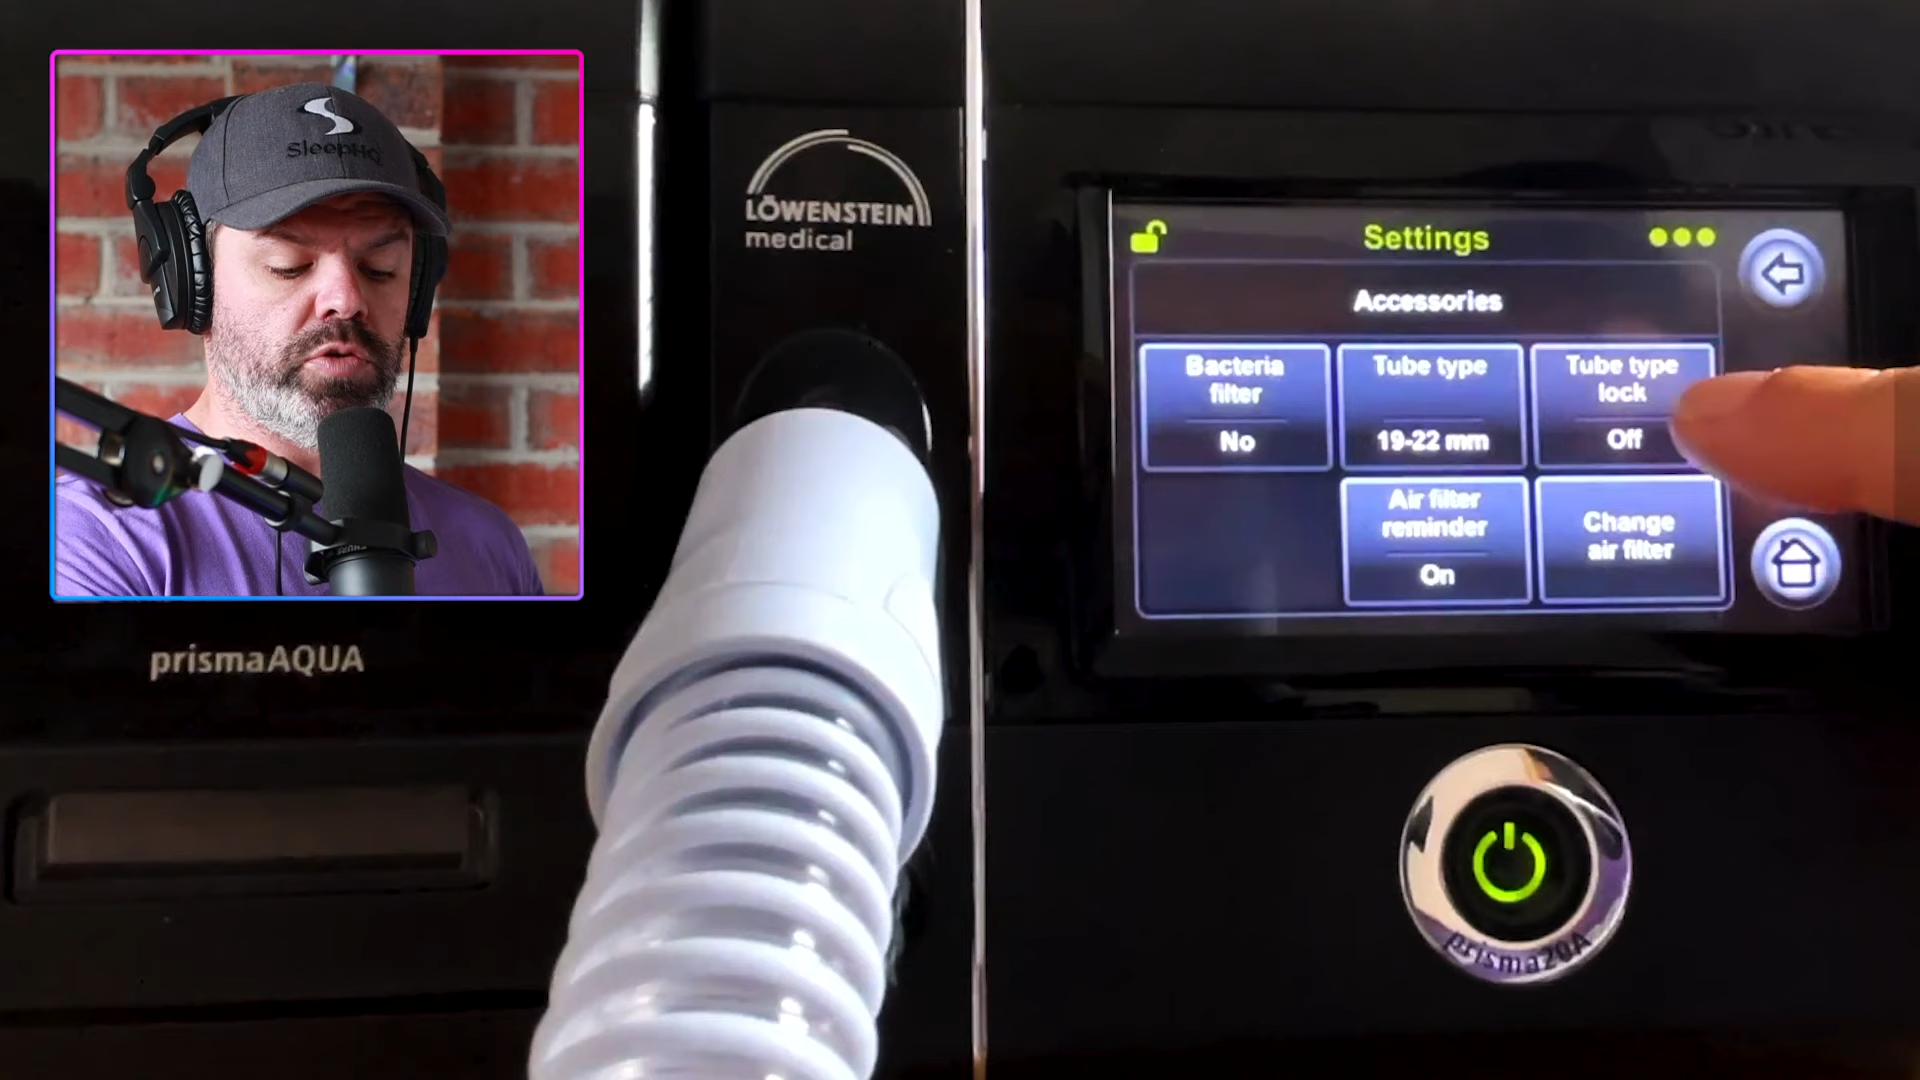 SleepHQ
LÖWENSTEIN
medical
Settings
Accessories
Bacteria
filter
No
Tube type
19-22 mm
Tube type
lock
Off
Air filter
reminder
On
Change
air filter
prismaAQUA
prisma20A